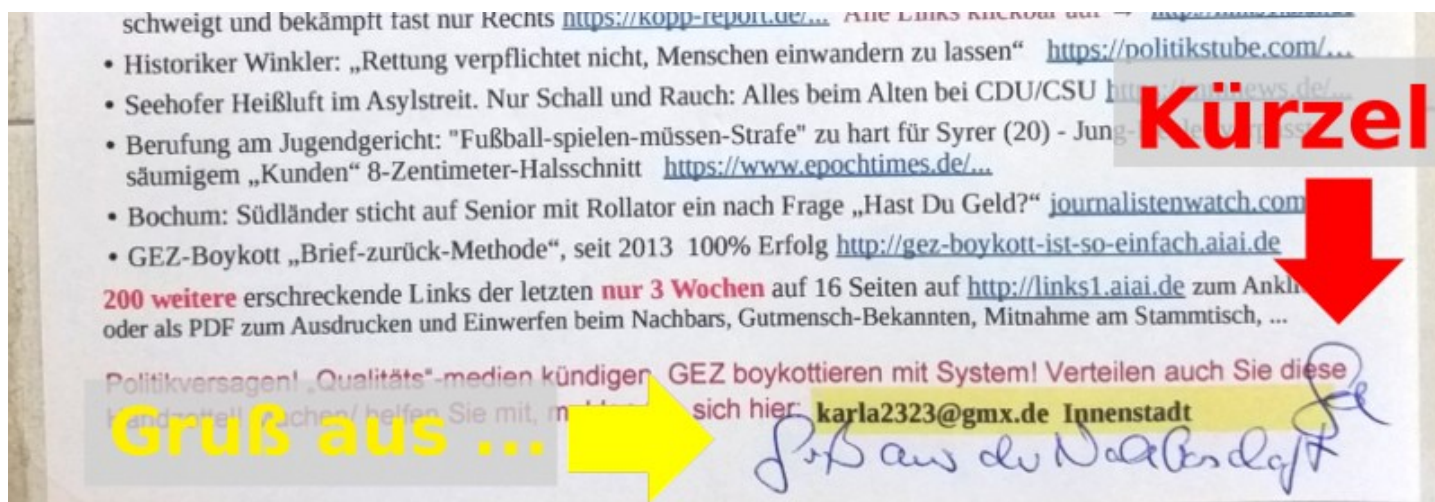 schweigt und bekämpft fast nur Rechts https://kopp-report.de/... Alle Links klickbar auf
• Historiker Winkler: „Rettung verpflichtet nicht, Menschen einwandern zu lassen“ https://politikstube.com/...
• Seehofer Heißluft im Asylstreit. Nur Schall und Rauch: Alles beim Alten bei CDU/CSU
Kürzel
• Berufung am Jugendgericht: "Fußball-spielen-müssen-Strafe" zu hart für Syrer (20) -
säumigem „Kunden“ 8-Zentimeter-Halsschnitt https://www.epochtimes.de/...
• Bochum: Südländer sticht auf Senior mit Rollator ein nach Frage „Hast Du Geld?“ journalistenwatch.com
• GEZ-Boykott „Brief-zurück-Methode“, seit 2013 100% Erfolg http://gez-boykott-ist-so-einfach.aiai.de
200 weitere erschreckende Links der letzten nur 3 Wochen auf 16 Seiten auf http://links1.aiai.de zum
oder als PDF zum Ausdrucken und Einwerfen beim Nachbars, Gutmensch-Bekannten, Mitnahme am Stammtisch, ...
Politikversagen! „Qualitäts“-medien kündigen, GEZ boykottieren mit System! Verteilen auch Sie diese
helfen Sie mit, sich hier: karla2323@gmx.de Innenstadt
Gruß aus ...
Gruß aus der Nachbarschaft